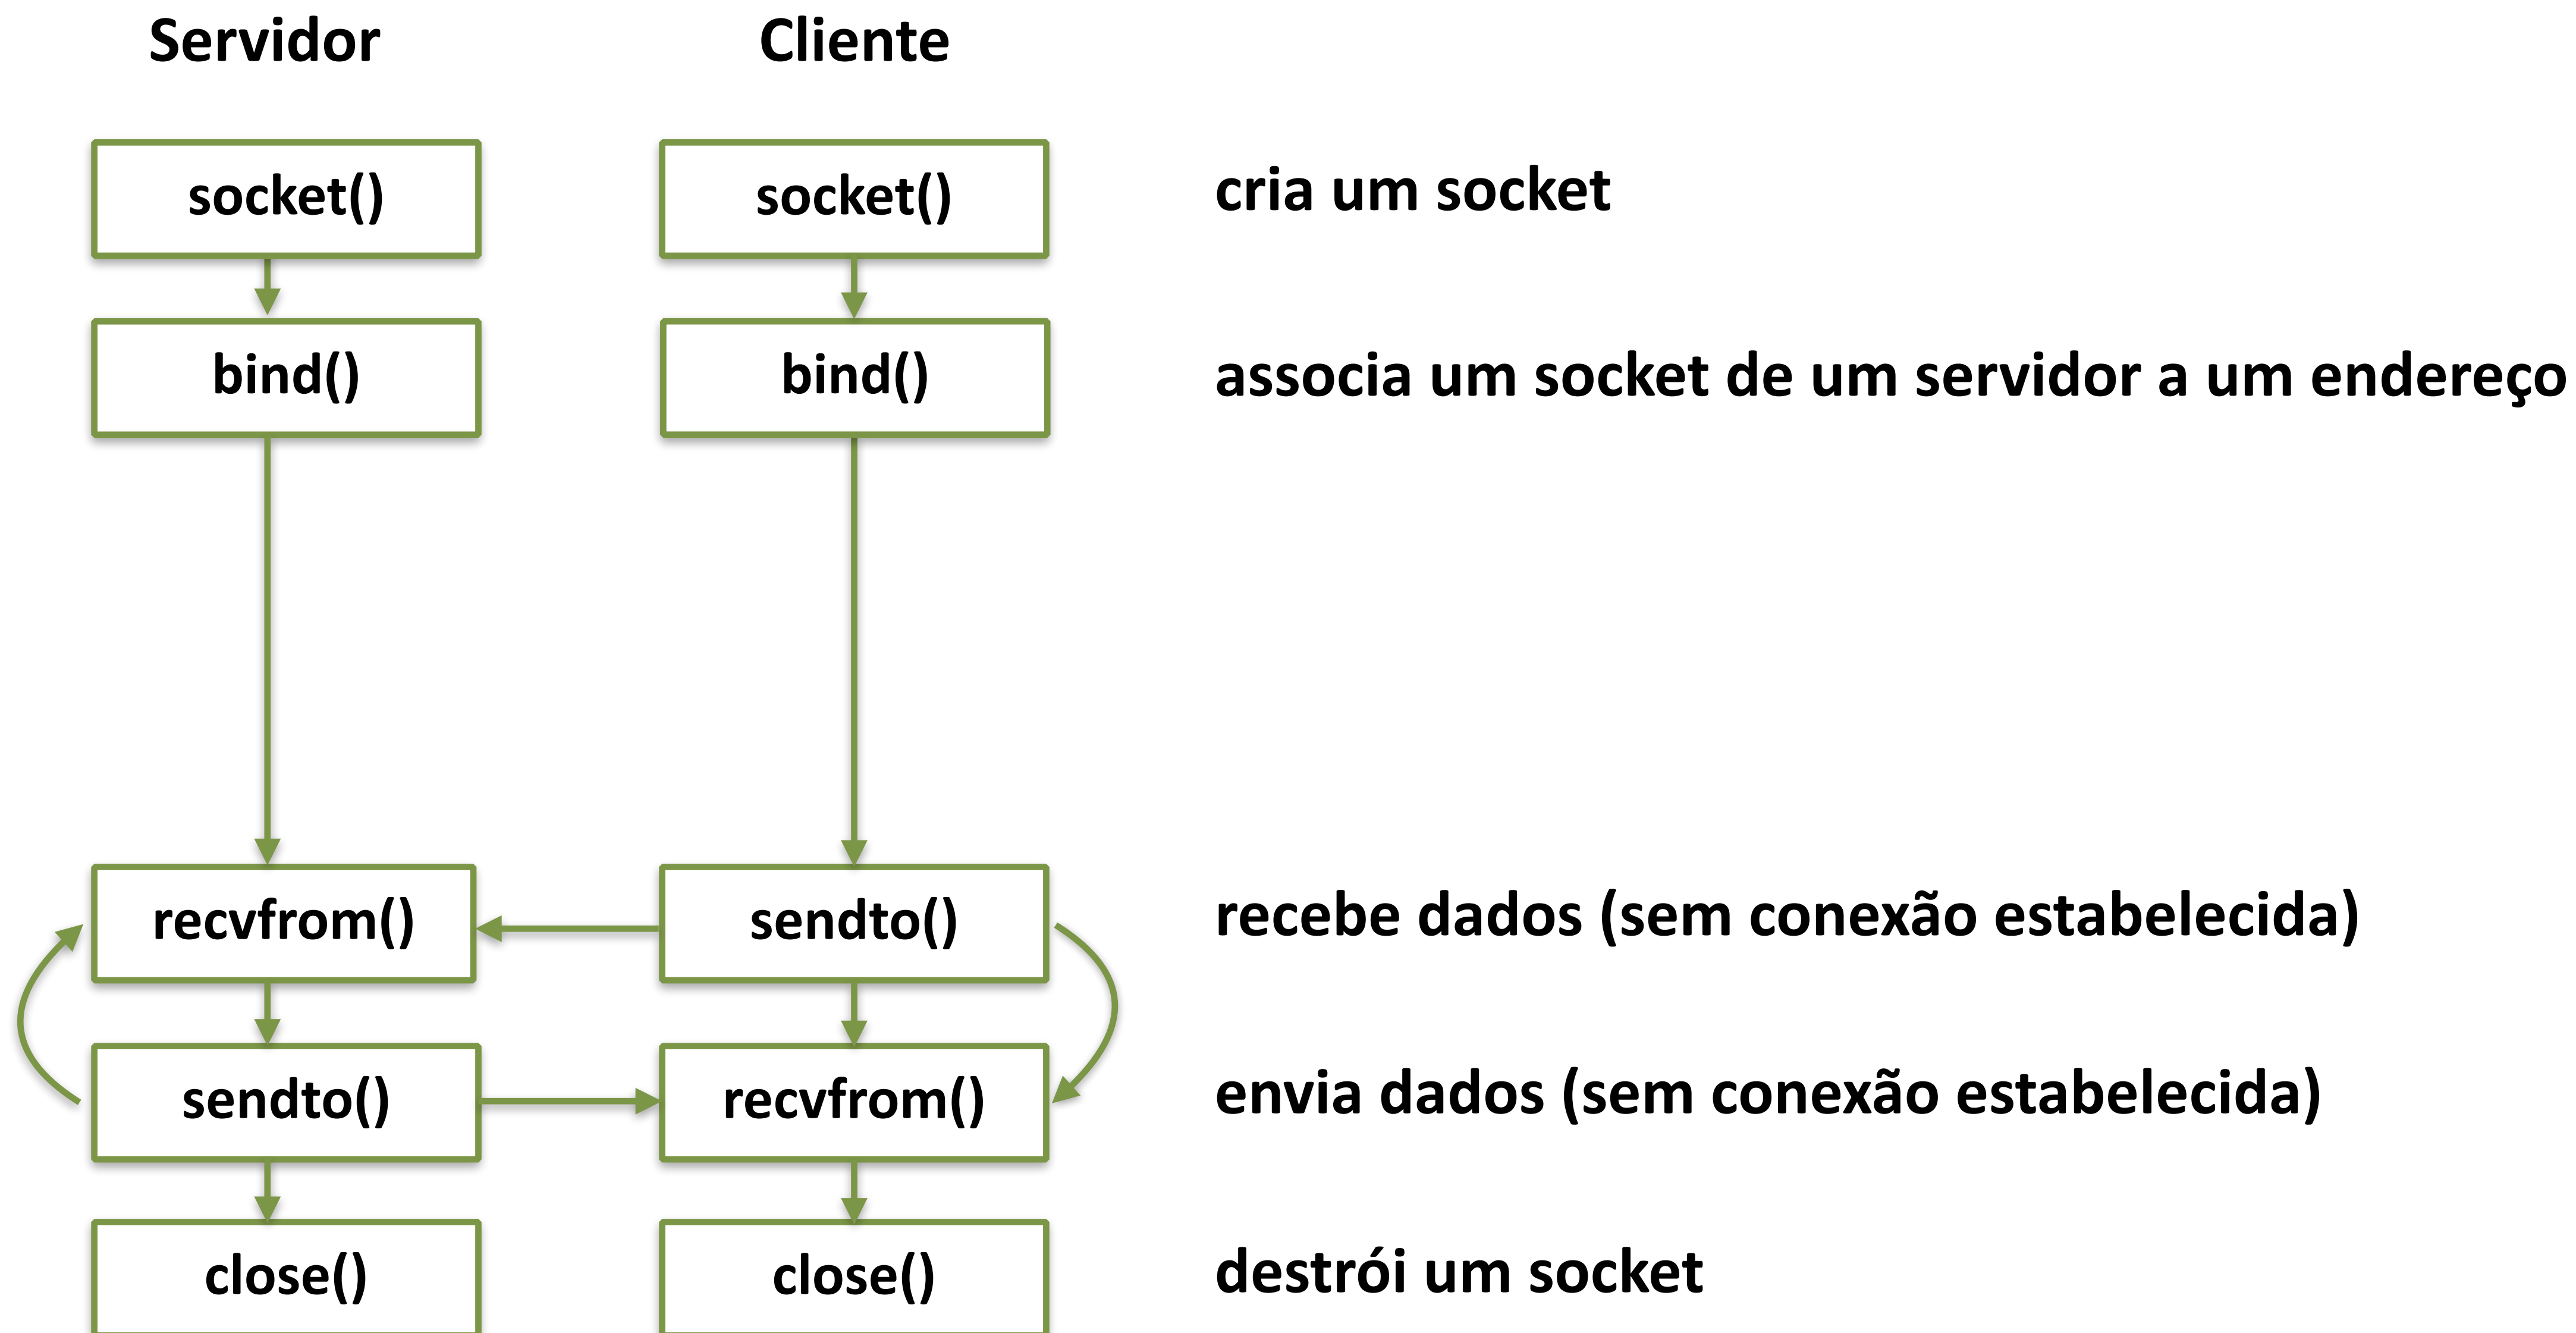 Servidor
Cliente
socket()
socket()
cria um socket
bind()
bind()
associa um socket de um servidor a um endereço
recvfrom()
sendto()
recebe dados (sem conexão estabelecida)
sendto()
recvfrom()
envia dados (sem conexão estabelecida)
close()
close()
destrói um socket